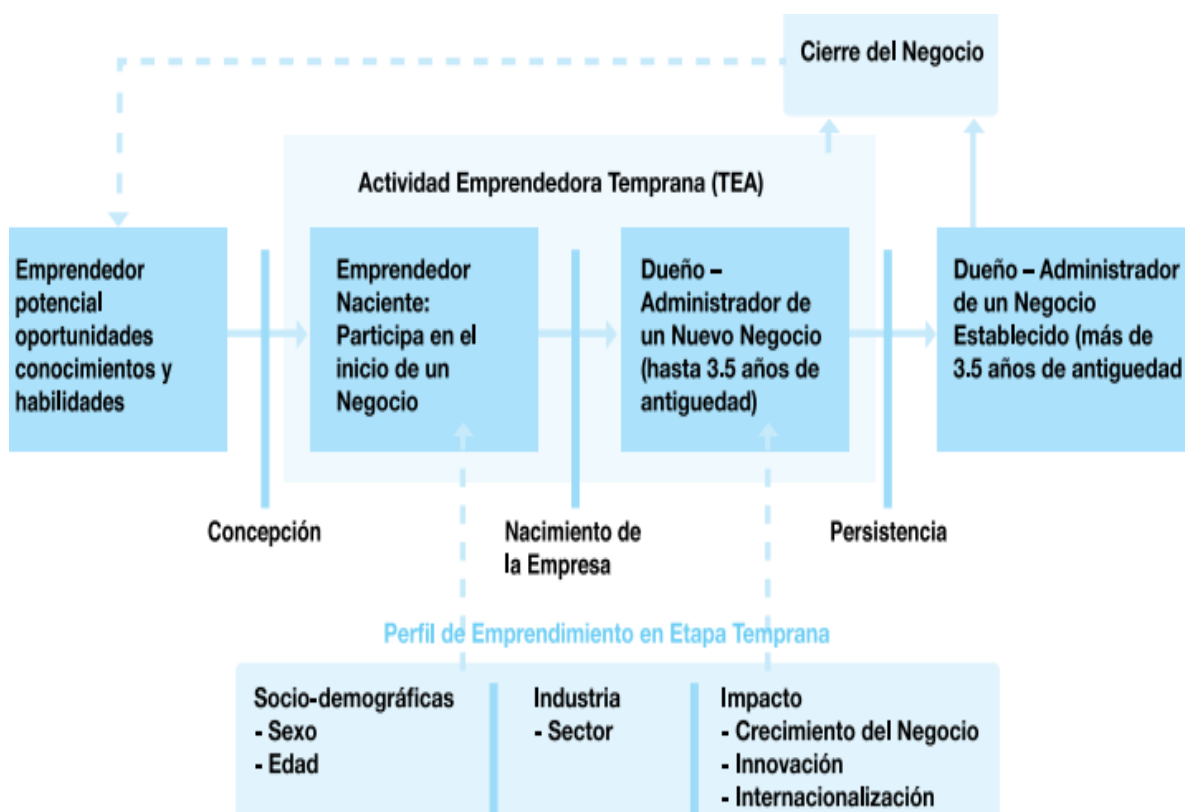 Cierre del Negocio
Actividad Emprendedora Temprana (TEA)
Emprendedor
potencial
oportunidades
conocimientos y
habilidades
Emprendedor
Naciente:
Participa en el
inicio de un
Negocio
Dueño –
Administrador de
un Nuevo Negocio
(hasta 3.5 años de
antiguedad)
Dueño – Administrador
de un Negocio
Establecido (más de
3.5 años de antiguedad
Concepción
Nacimiento de
la Empresa
Persistencia
Perfil de Emprendimiento en Etapa Temprana
Socio-demográficas
- Sexo
- Edad
Industria
- Sector
Impacto
- Crecimiento del Negocio
- Innovación
- Internacionalización